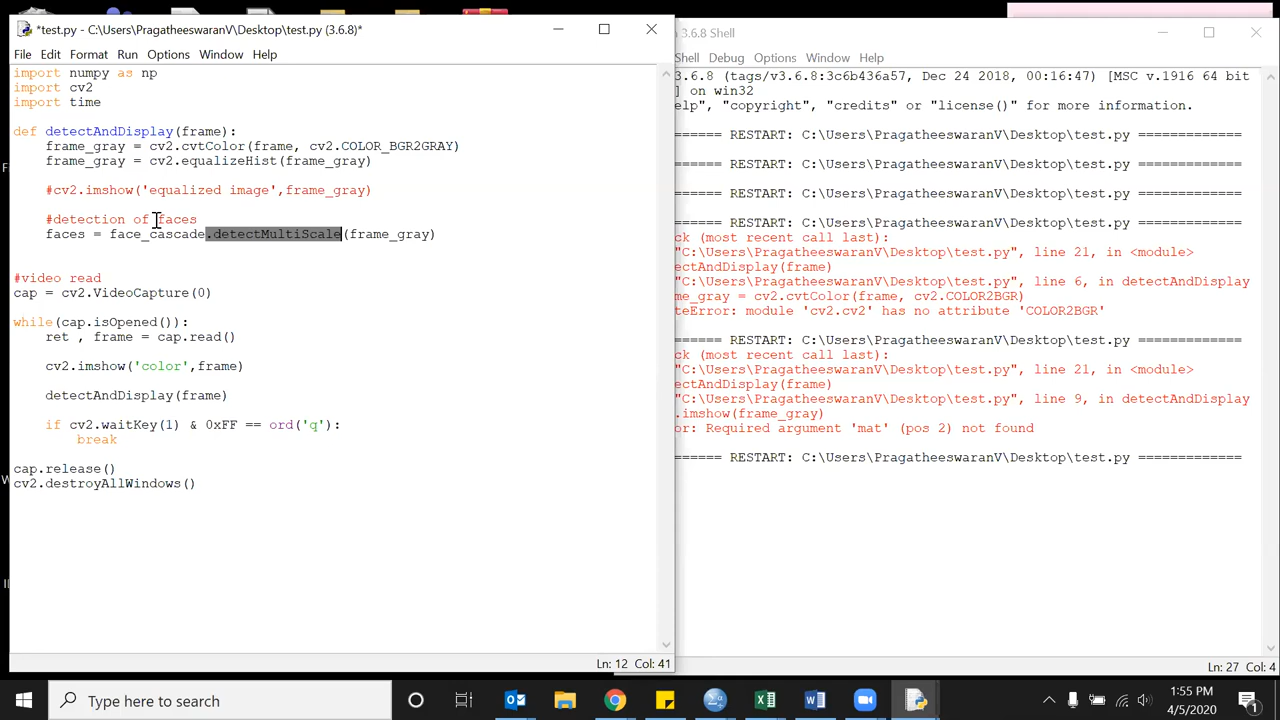 *test.py - C:\Users\PragatheeswaranV\Desktop\test.py (3.6.8)*
File Edit Format Run Options Window Help
import numpy as np
import cv2
import time
def detectAndDisplay(frame):
frame_gray = cv2.cvtColor(frame, cv2.COLOR_BGR2GRAY)
frame_gray = cv2.equalizeHist(frame_gray)
#cv2.imshow('equalized image',frame_gray)
#detection of faces
faces = face_cascade.detectMultiScale(frame_gray)
#video read
cap = cv2.VideoCapture(0)
while(cap.isOpened()):
ret , frame = cap.read()
cv2.imshow('color',frame)
detectAndDisplay(frame)
if cv2.waitKey(1) & 0xFF == ord('q'):
break
cap.release()
cv2.destroyAllWindows()
Ln: 12 Col: 41
3.6.8 Shell
Shell Debug Options Window Help
3.6.8 (tags/v3.6.8:3c6b436a57, Dec 24 2018, 00:16:47) [MSC v.1916 64 bit
] on win32
elp", "copyright", "credits" or "license()" for more information.
====== RESTART: C:\Users\PragatheeswaranV\Desktop\test.py =============
====== RESTART: C:\Users\PragatheeswaranV\Desktop\test.py =============
====== RESTART: C:\Users\PragatheeswaranV\Desktop\test.py =============
====== RESTART: C:\Users\PragatheeswaranV\Desktop\test.py =============
ck (most recent call last):
"C:\Users\PragatheeswaranV\Desktop\test.py", line 21, in <module>
ectAndDisplay(frame)
"C:\Users\PragatheeswaranV\Desktop\test.py", line 6, in detectAndDisplay
me_gray = cv2.cvtColor(frame, cv2.COLOR2BGR)
teError: module 'cv2.cv2' has no attribute 'COLOR2BGR'
====== RESTART: C:\Users\PragatheeswaranV\Desktop\test.py =============
ck (most recent call last):
"C:\Users\PragatheeswaranV\Desktop\test.py", line 21, in <module>
ectAndDisplay(frame)
"C:\Users\PragatheeswaranV\Desktop\test.py", line 9, in detectAndDisplay
.imshow(frame_gray)
or: Required argument 'mat' (pos 2) not found
====== RESTART: C:\Users\PragatheeswaranV\Desktop\test.py =============
Ln: 27 Col: 4
Type here to search
1:55 PM
4/5/2020
1